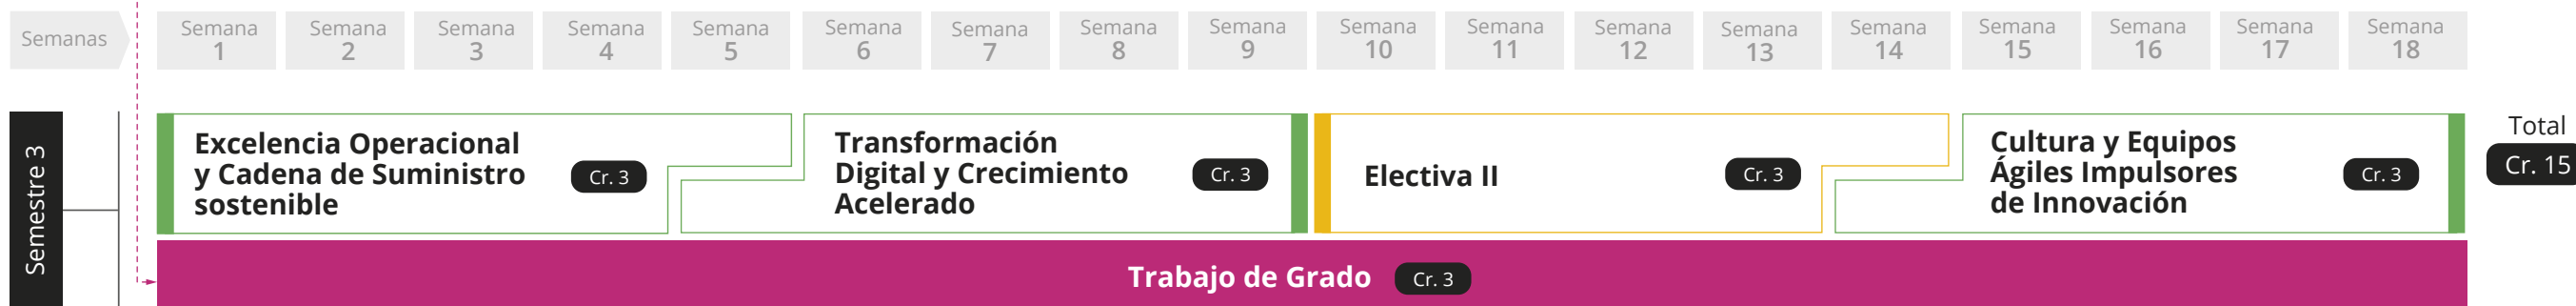 Semanas
Semana
1
Semana
2
Semana
3
Semana
4
Semana
5
Semana
6
Semana
7
Semana
8
Semana
9
Semana
10
Semana
11
Semana
12
Semana
13
Semana
14
Semana
15
Semana
16
Semana
17
Semana
18
Semestre 3
Excelencia Operacional
y Cadena de Suministro
sostenible
Cr. 3
Transformación
Digital y Crecimiento
Acelerado
Cr. 3
Electiva II
Cr. 3
Cultura y Equipos
Ágiles Impulsores
de Innovación
Cr. 3
Total
Cr. 15
Trabajo de Grado
Cr. 3